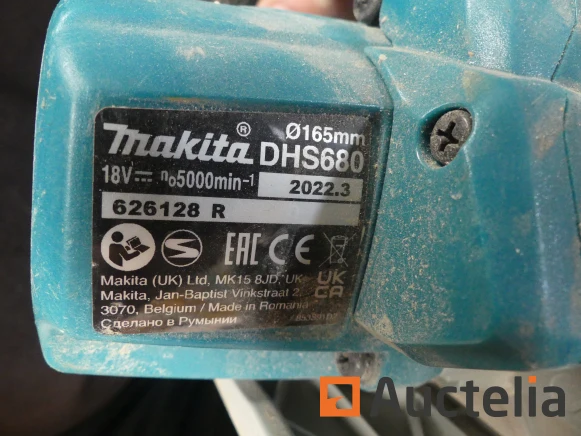 makita® Ø165mm
DHS680
18V⎓ n₀5000min⁻¹ 2022.3
626128 R
EAC CE
UK
CA
Makita (UK) Ltd, MK15 8JD, UK
Makita, Jan-Baptist Vinkstraat 2,
3070, Belgium / Made in Romania
Сделано в Румынии
Auctelia